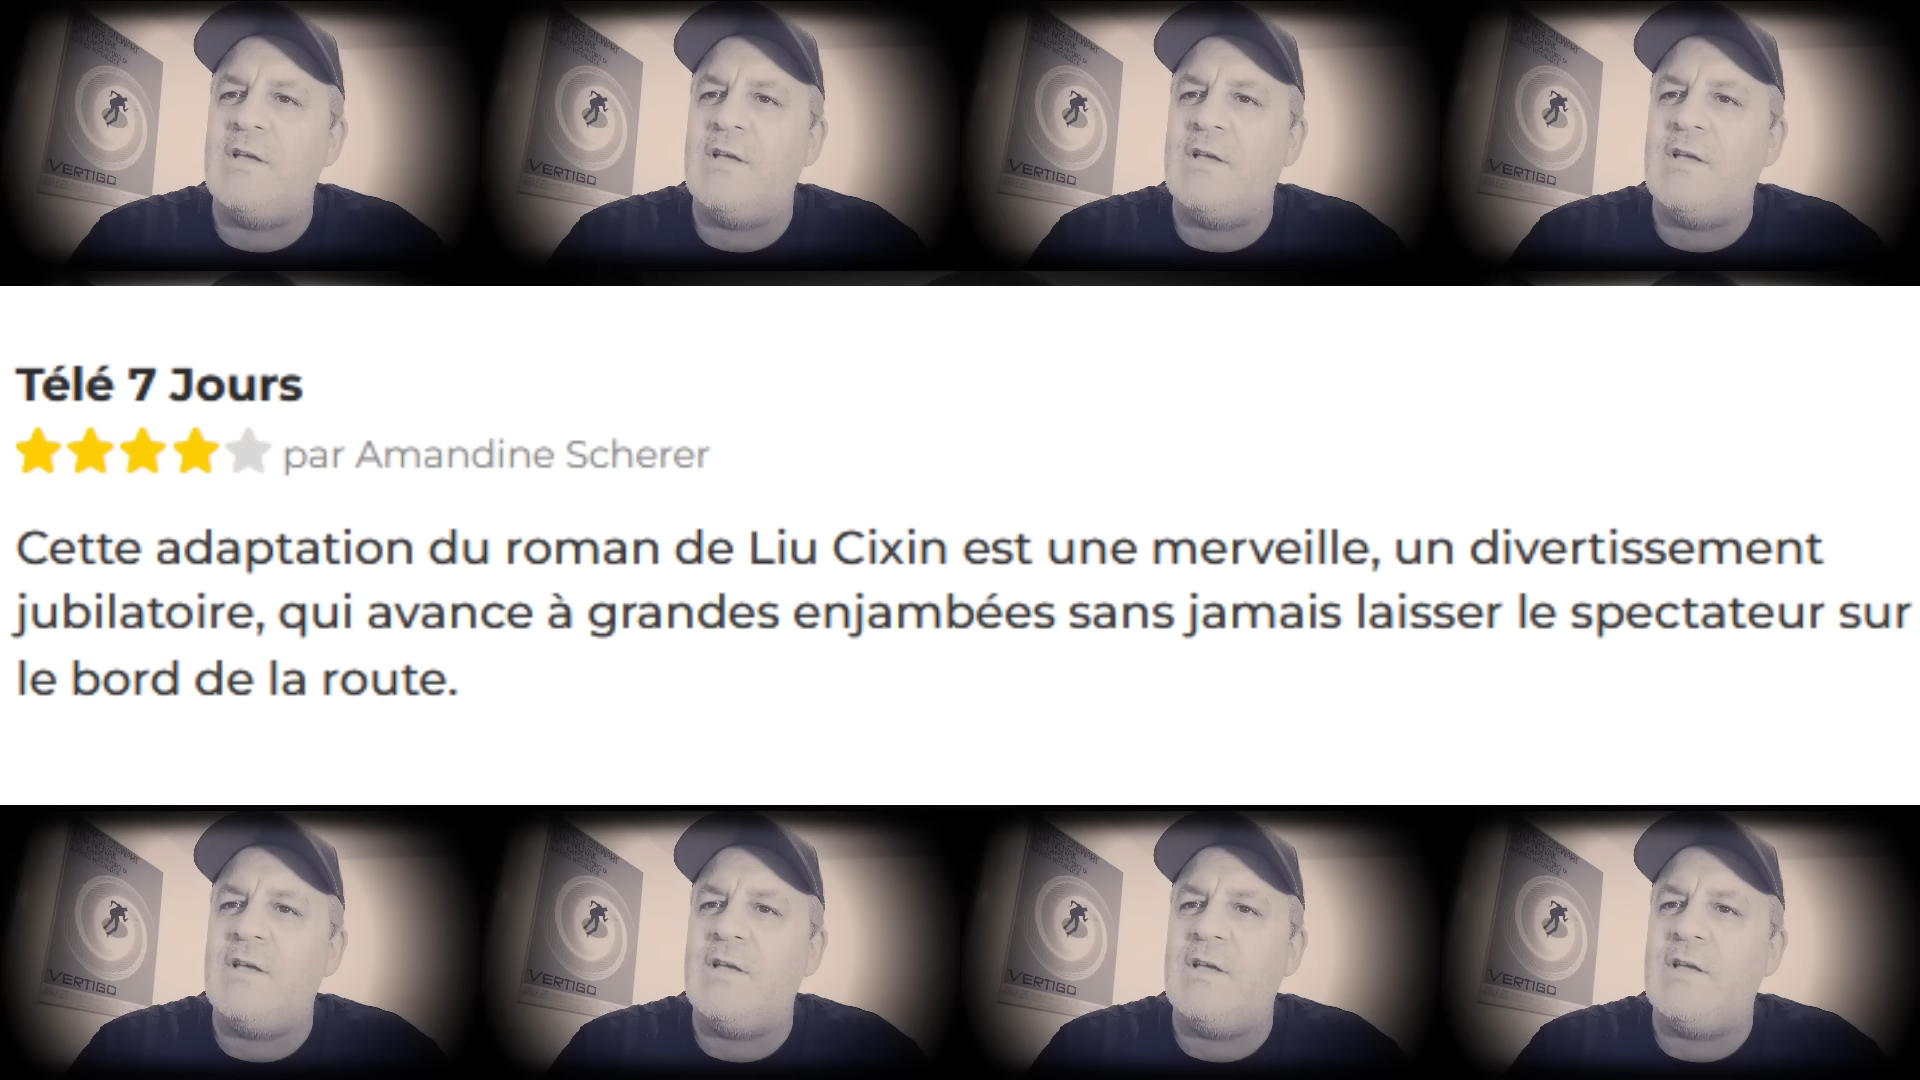 VERTIGO
VERTIGO
VERTIGO
VERTIGO
Télé 7 Jours
par Amandine Scherer
Cette adaptation du roman de Liu Cixin est une merveille, un divertissement
jubilatoire, qui avance à grandes enjambées sans jamais laisser le spectateur sur
le bord de la route.
VERTIGO
VERTIGO
VERTIGO
VERTIGO